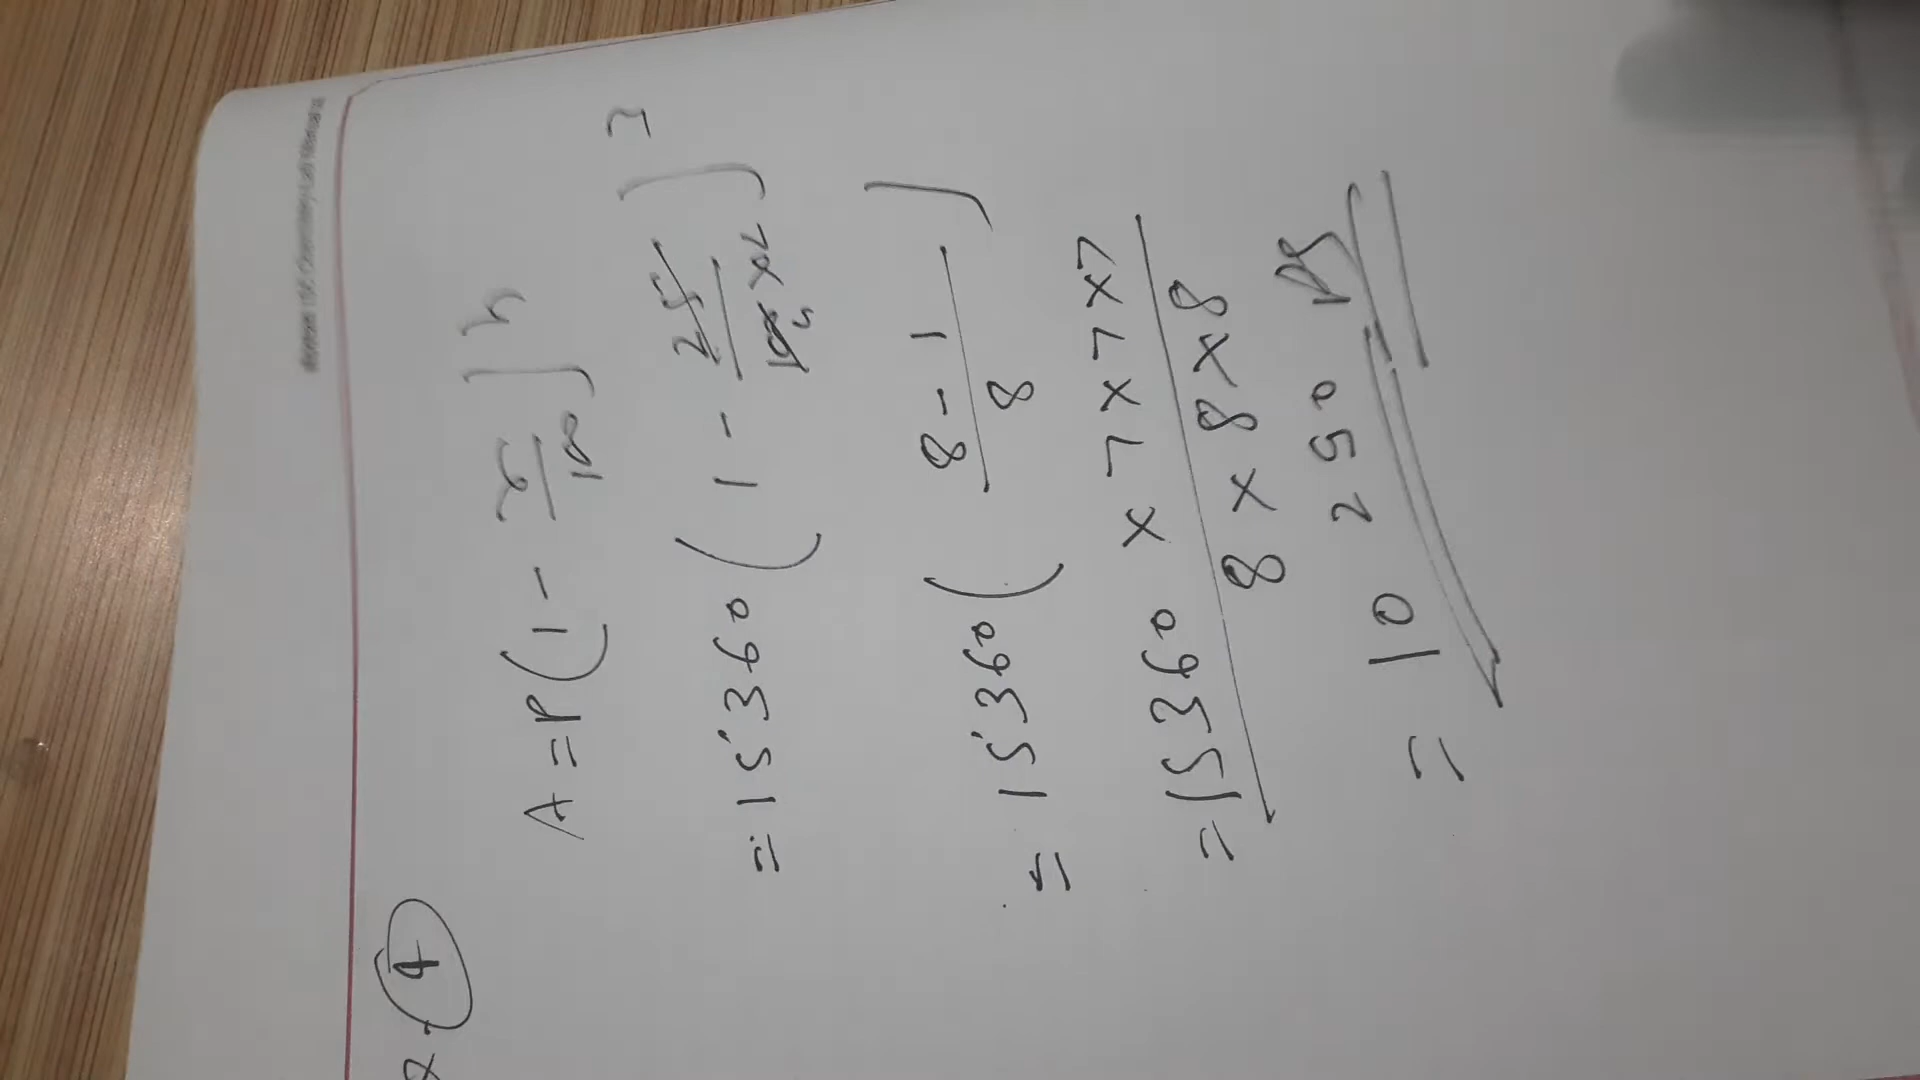 Q. 4
A = P(1 - r/100)^n
= 15360 (1 - 25/100×2)^3
= 15360 (8-1/8)
= 15360 × 7×7×7/8×8×8
= 10250